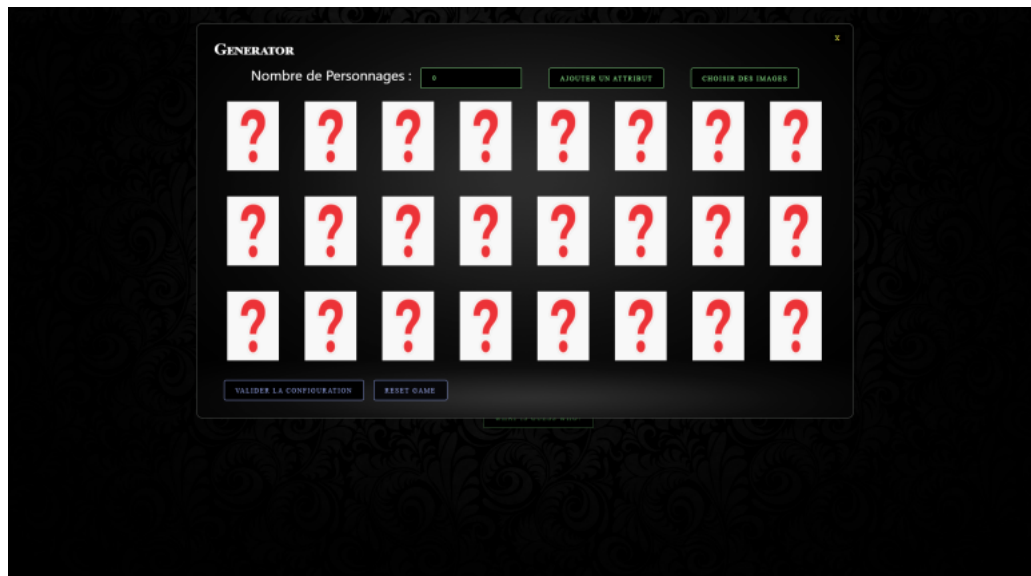 GENERATOR
x
Nombre de Personnages : 0
AJOUTER UN ATTRIBUT
CHOISIR DES IMAGES
? ? ? ? ? ? ? ?
? ? ? ? ? ? ? ?
? ? ? ? ? ? ? ?
VALIDER LA CONFIGURATION
RESET GAME